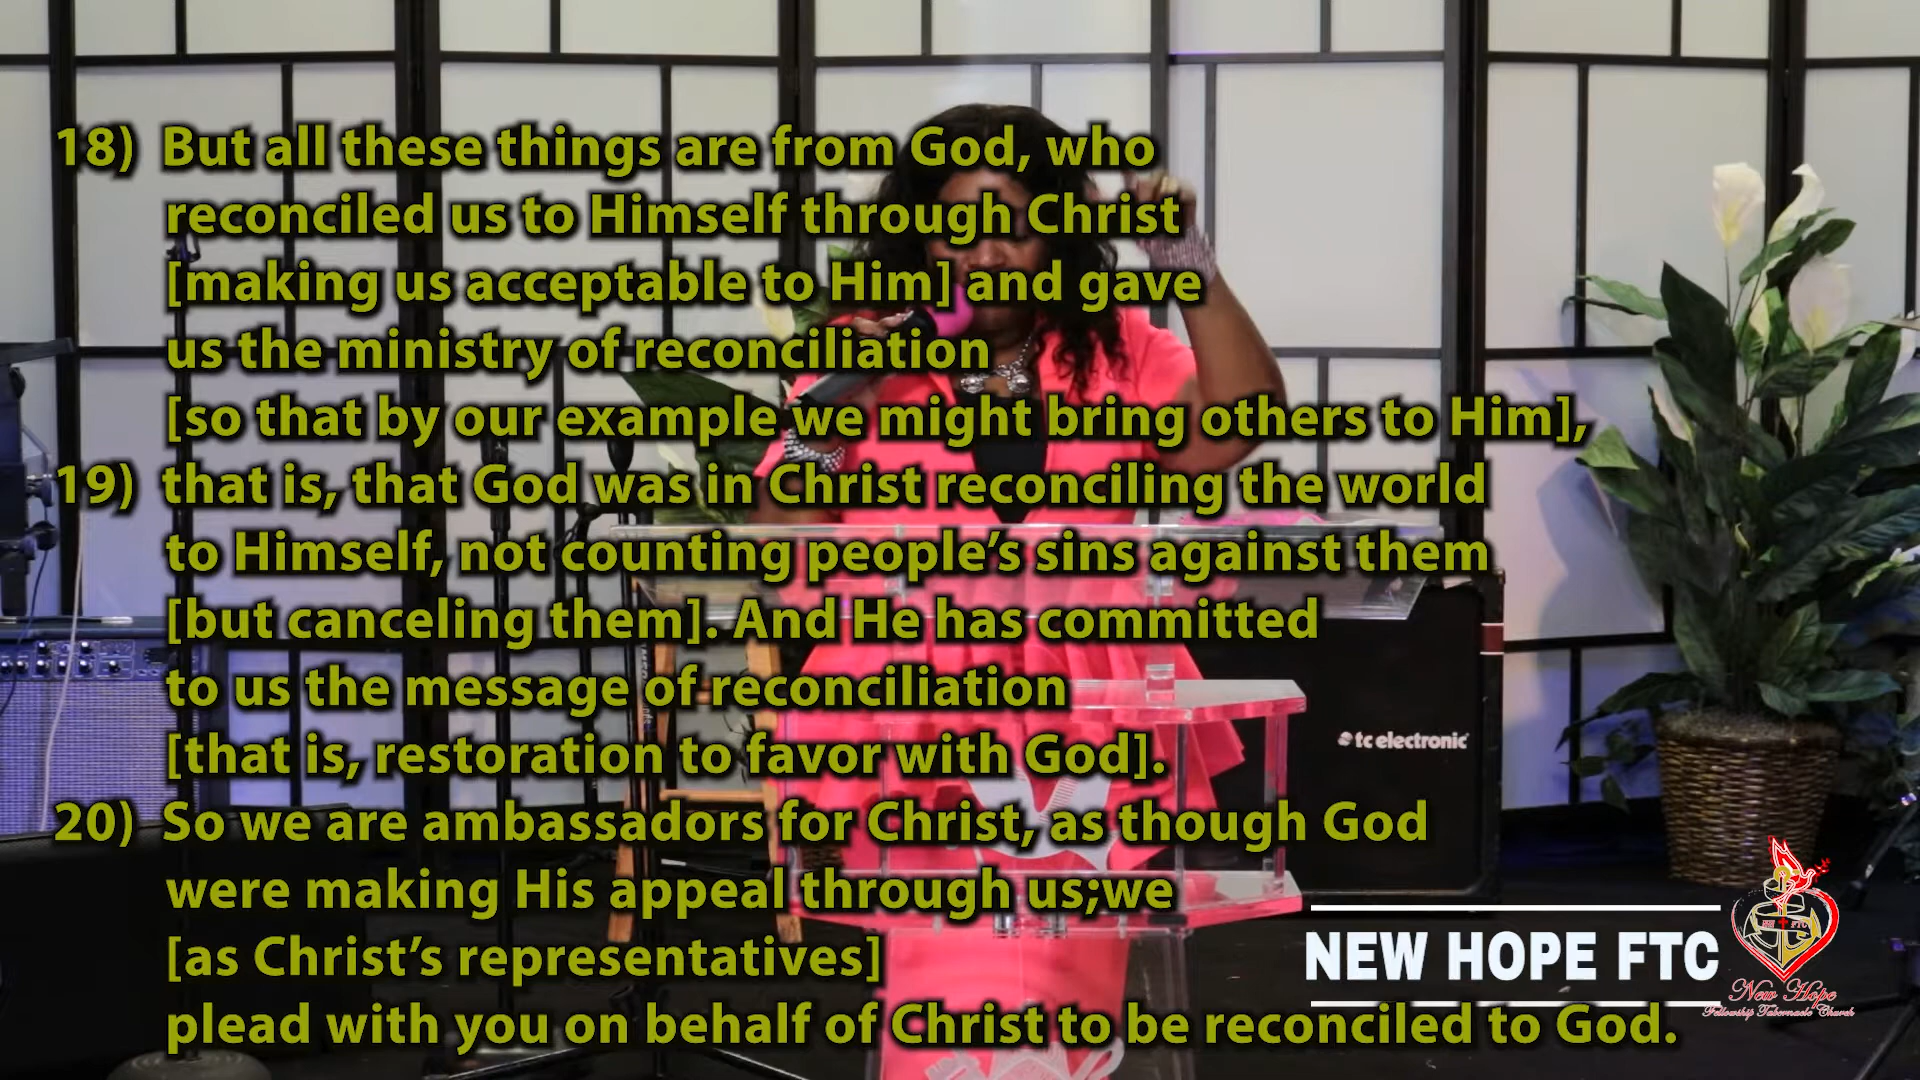 18) But all these things are from God, who
reconciled us to Himself through Christ
[making us acceptable to Him] and gave
us the ministry of reconciliation
[so that by our example we might bring others to Him],
19) that is, that God was in Christ reconciling the world
to Himself, not counting people’s sins against them
[but canceling them]. And He has committed
to us the message of reconciliation
[that is, restoration to favor with God].
20) So we are ambassadors for Christ, as though God
were making His appeal through us;we
[as Christ’s representatives]
plead with you on behalf of Christ to be reconciled to God.
tc electronic
NEW HOPE FTC
New Hope
Fellowship Tabernacle Church